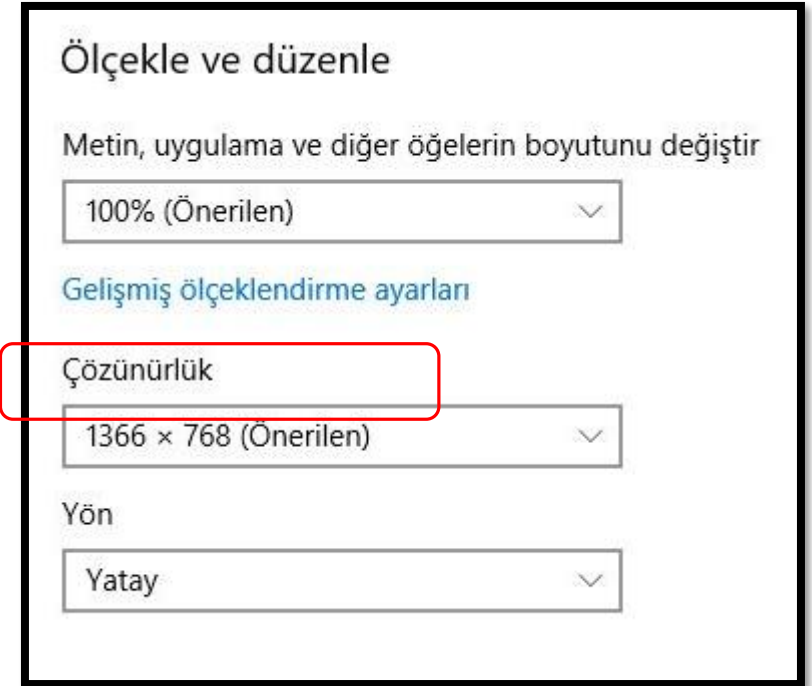 Ölçekle ve düzenle
Metin, uygulama ve diğer öğelerin boyutunu değiştir
100% (Önerilen)
Gelişmiş ölçeklendirme ayarları
Çözünürlük
1366 × 768 (Önerilen)
Yön
Yatay